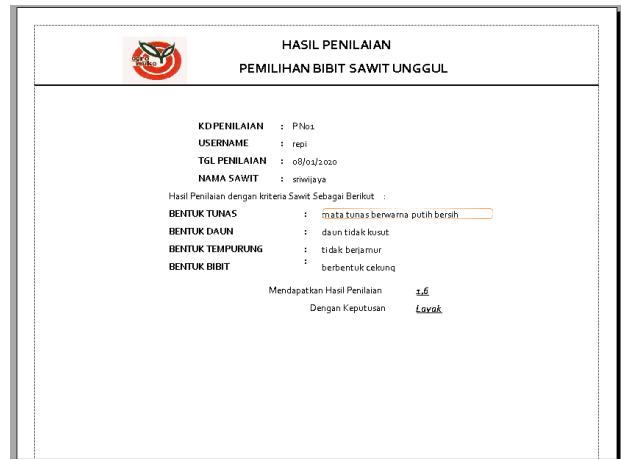 HASIL PENILAIAN
PEMILIHAN BIBIT SAWIT UNGGUL
agro
muko
KD PENILAIAN : PN01
USERNAME : repi
TGL PENILAIAN : 08/01/2020
NAMA SAWIT : sriwijaya
Hasil Penilaian dengan kriteria Sawit Sebagai Berikut :
BENTUK TUNAS : mata tunas berwarna putih bersih
BENTUK DAUN : daun tidak kusut
BENTUK TEMPURUNG : tidak berjamur
BENTUK BIBIT : berbentuk cekung
Mendapatkan Hasil Penilaian 1,6
Dengan Keputusan Layak